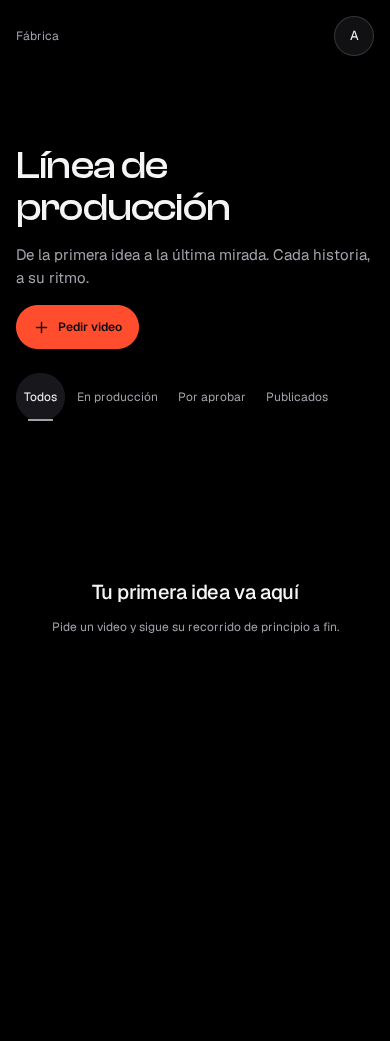 Fábrica
A
Línea de
producción
De la primera idea a la última mirada. Cada historia,
a su ritmo.
Pedir video
Todos
En producción
Por aprobar
Publicados
Tu primera idea va aquí
Pide un video y sigue su recorrido de principio a fin.